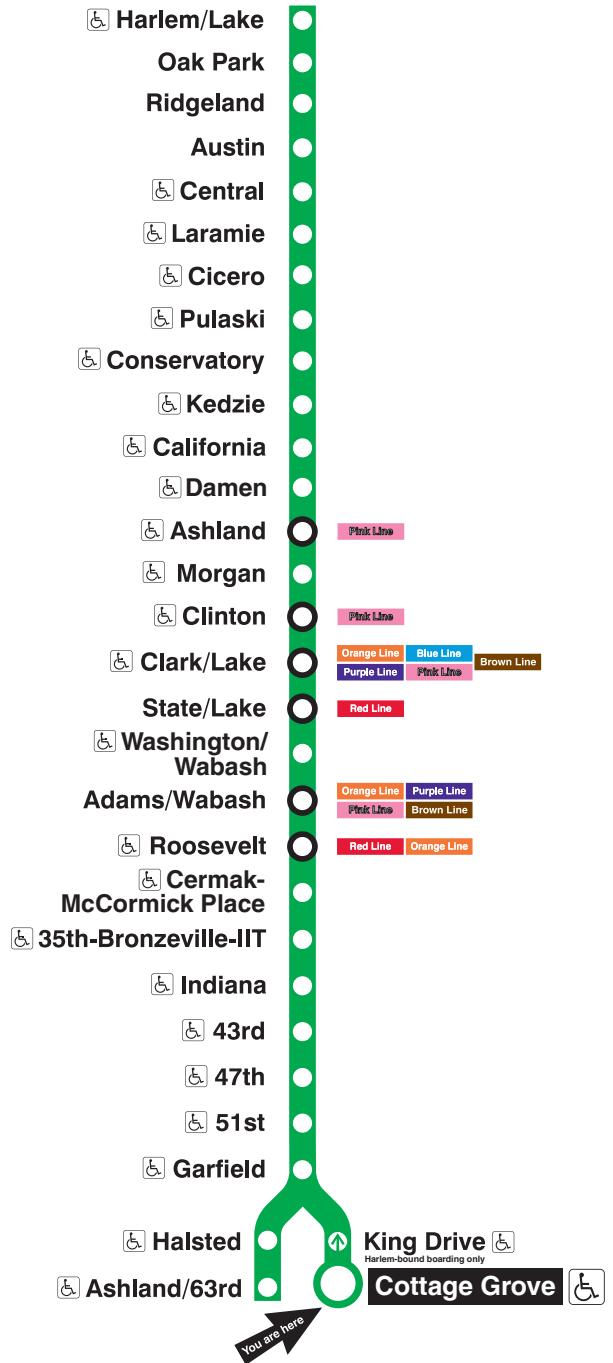 Harlem/Lake
Oak Park
Ridgeland
Austin
Central
Laramie
Cicero
Pulaski
Conservatory
Kedzie
California
Damen
Ashland
Pink Line
Morgan
Clinton
Pink Line
Clark/Lake
Orange Line Blue Line
Brown Line
Purple Line Pink Line
State/Lake
Red Line
Washington/
Wabash
Adams/Wabash
Orange Line Purple Line
Pink Line Brown Line
Roosevelt
Red Line Orange Line
Cermak-
McCormick Place
35th-Bronzeville-IIT
Indiana
43rd
47th
51st
Garfield
Halsted
King Drive
Harlem-bound boarding only
Ashland/63rd
Cottage Grove
You are here